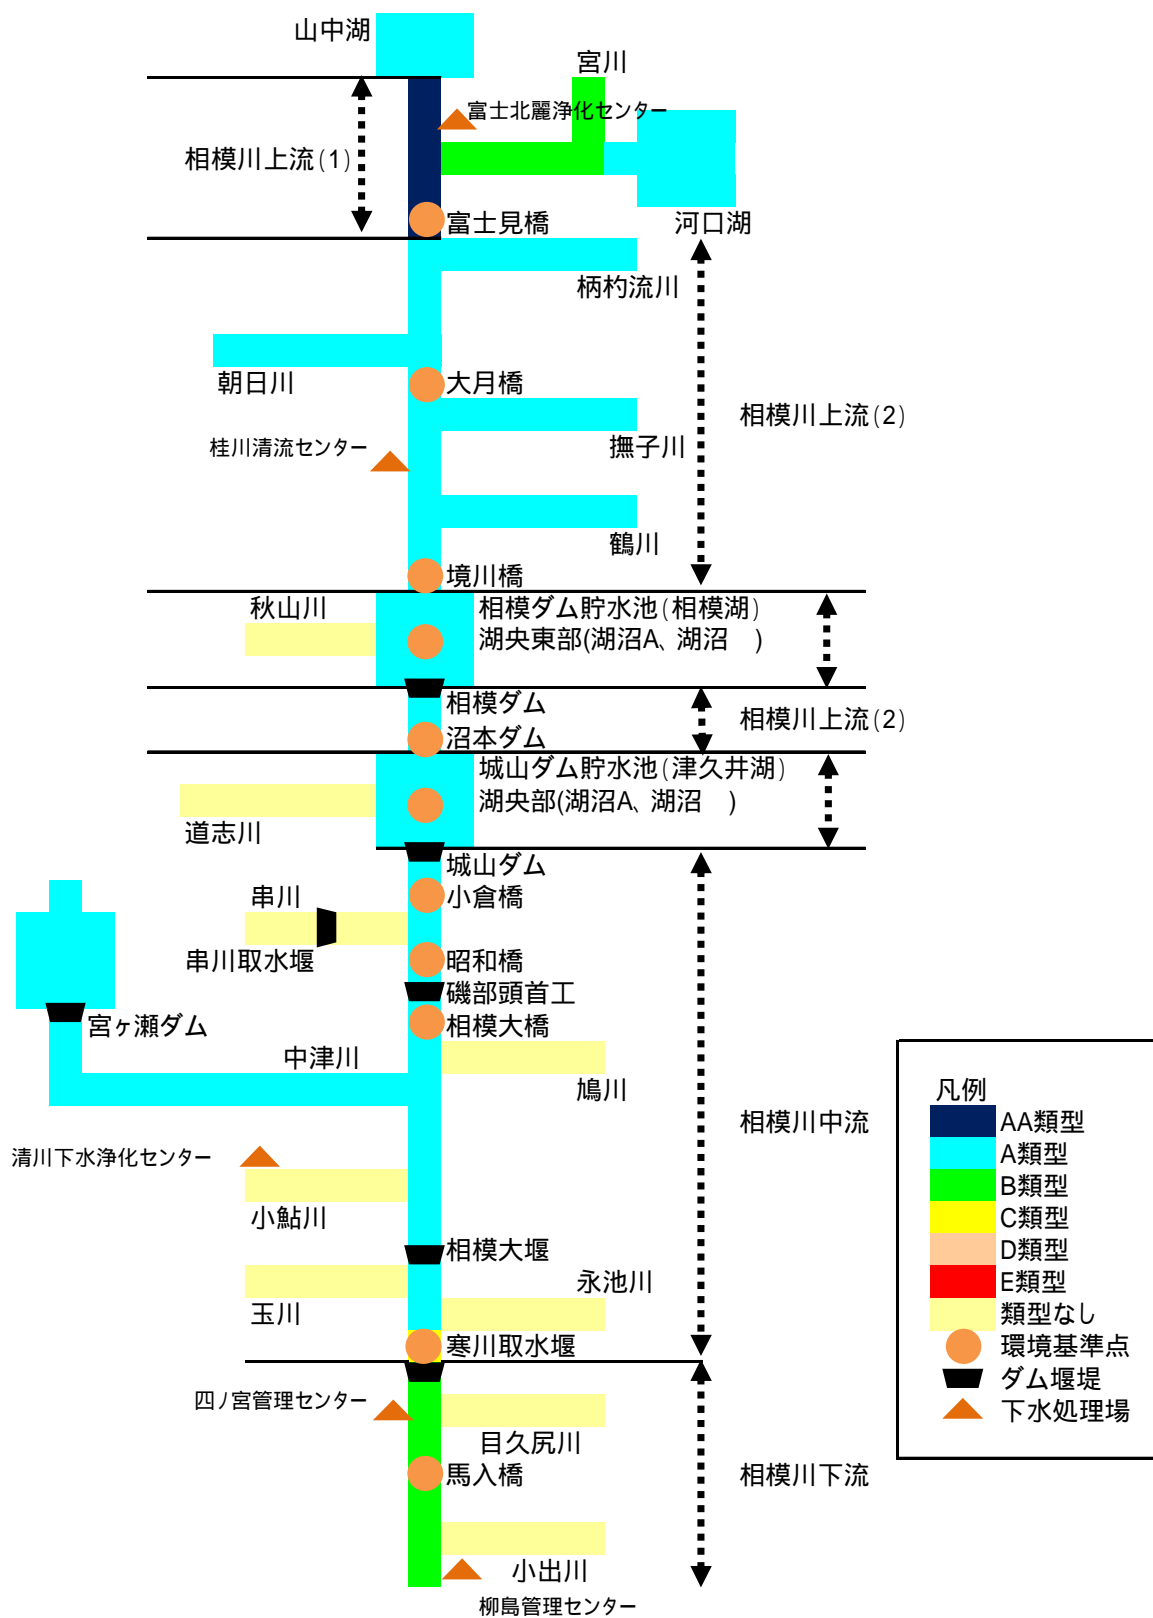 山中湖
宮川
富士北麗浄化センター
相模川上流(1)
富士見橋
河口湖
柄杓流川
朝日川
大月橋
相模川上流(2)
桂川清流センター
撫子川
鶴川
境川橋
秋山川
相模ダム貯水池(相模湖)
湖央東部(湖沼A、湖沼　)
相模ダム
相模川上流(2)
沼本ダム
城山ダム貯水池(津久井湖)
湖央部(湖沼A、湖沼　)
道志川
城山ダム
串川
小倉橋
串川取水堰
昭和橋
磯部頭首工
宮ヶ瀬ダム
相模大橋
中津川
鳩川
相模川中流
清川下水浄化センター
小鮎川
相模大堰
永池川
玉川
寒川取水堰
四ノ宮管理センター
目久尻川
馬入橋
相模川下流
小出川
柳島管理センター
凡例
AA類型
A類型
B類型
C類型
D類型
E類型
類型なし
環境基準点
ダム堰堤
下水処理場